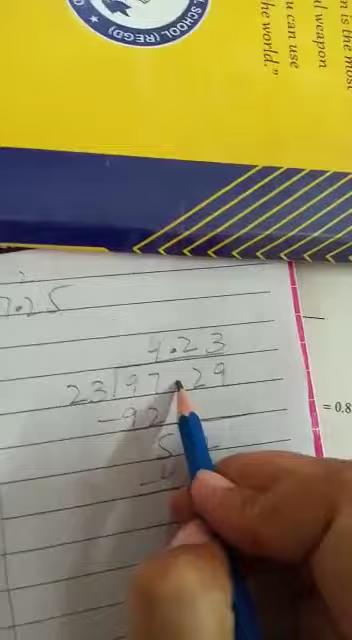 SCHOOL (REGD)
n is the most
l weapon
u can use
he world."
7.25
4.23
23 97.29
-92
5
= 0.8